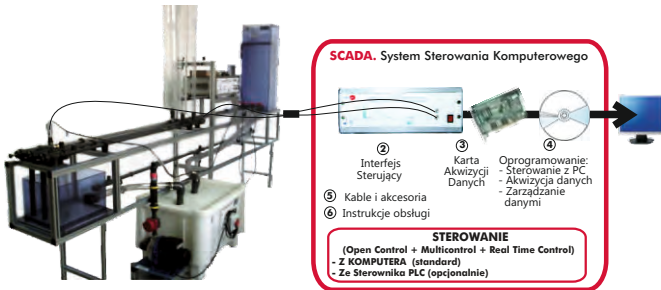 SCADA. System Sterowania Komputerowego
②
Interfejs
Sterujący
③
Karta
Akwizycji
Danych
④
Oprogramowanie:
- Sterowanie z PC
- Akwizycja danych
- Zarządzanie
danymi
⑤ Kable i akcesoria
⑥ Instrukcje obsługi
STEROWANIE
(Open Control + Multicontrol + Real Time Control)
- Z KOMPUTERA (standard)
- Ze Sterownika PLC (opcjonalnie)